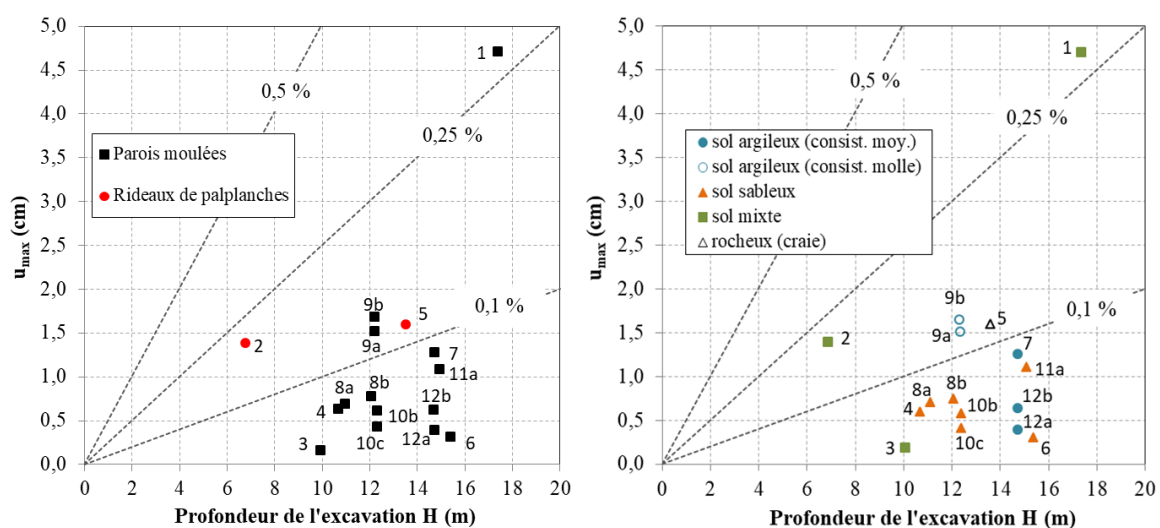 5,0
4,5
4,0
3,5
3,0
2,5
2,0
1,5
1,0
0,5
0,0
u_max (cm)
0 2 4 6 8 10 12 14 16 18 20
Profondeur de l'excavation H (m)
0,5 %
0,25 %
0,1 %
Parois moulées
Rideaux de palplanches
1
2
9b
5
9a
7
11a
8a
8b
4
10b
12b
3
10c
12a
6
5,0
4,5
4,0
3,5
3,0
2,5
2,0
1,5
1,0
0,5
0,0
u_max (cm)
0 2 4 6 8 10 12 14 16 18 20
Profondeur de l'excavation H (m)
0,5 %
0,25 %
0,1 %
sol argileux (consist. moy.)
sol argileux (consist. molle)
sol sableux
sol mixte
rocheux (craie)
1
2
9b
5
9a
7
11a
8a
8b
4
10b
12b
12a
3
10c
6